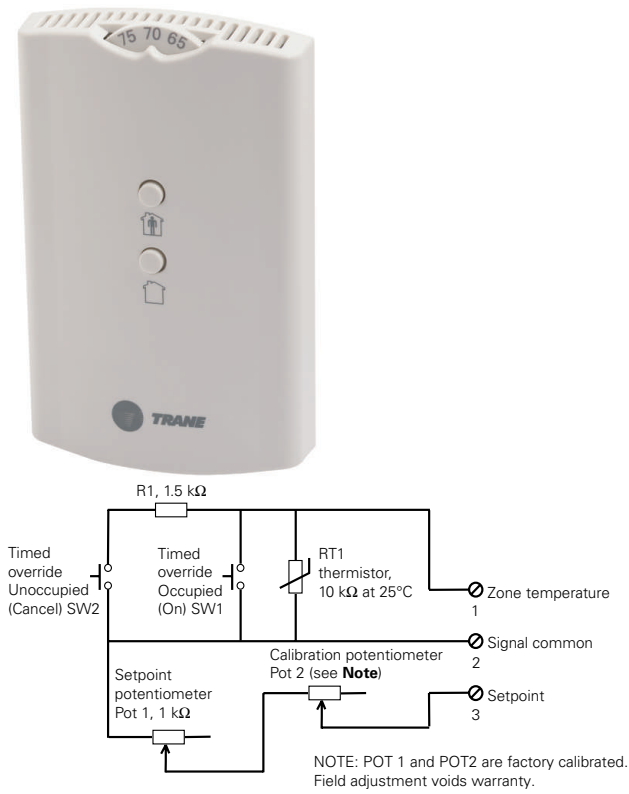 75 70 65
TRANE
R1, 1.5 kΩ
Timed
override
Unoccupied
(Cancel) SW2
Timed
override
Occupied
(On) SW1
RT1
thermistor,
10 kΩ at 25°C
Zone temperature
1
Signal common
2
Setpoint
3
Setpoint
potentiometer
Pot 1, 1 kΩ
Calibration potentiometer
Pot 2 (see Note)
NOTE: POT 1 and POT2 are factory calibrated.
Field adjustment voids warranty.